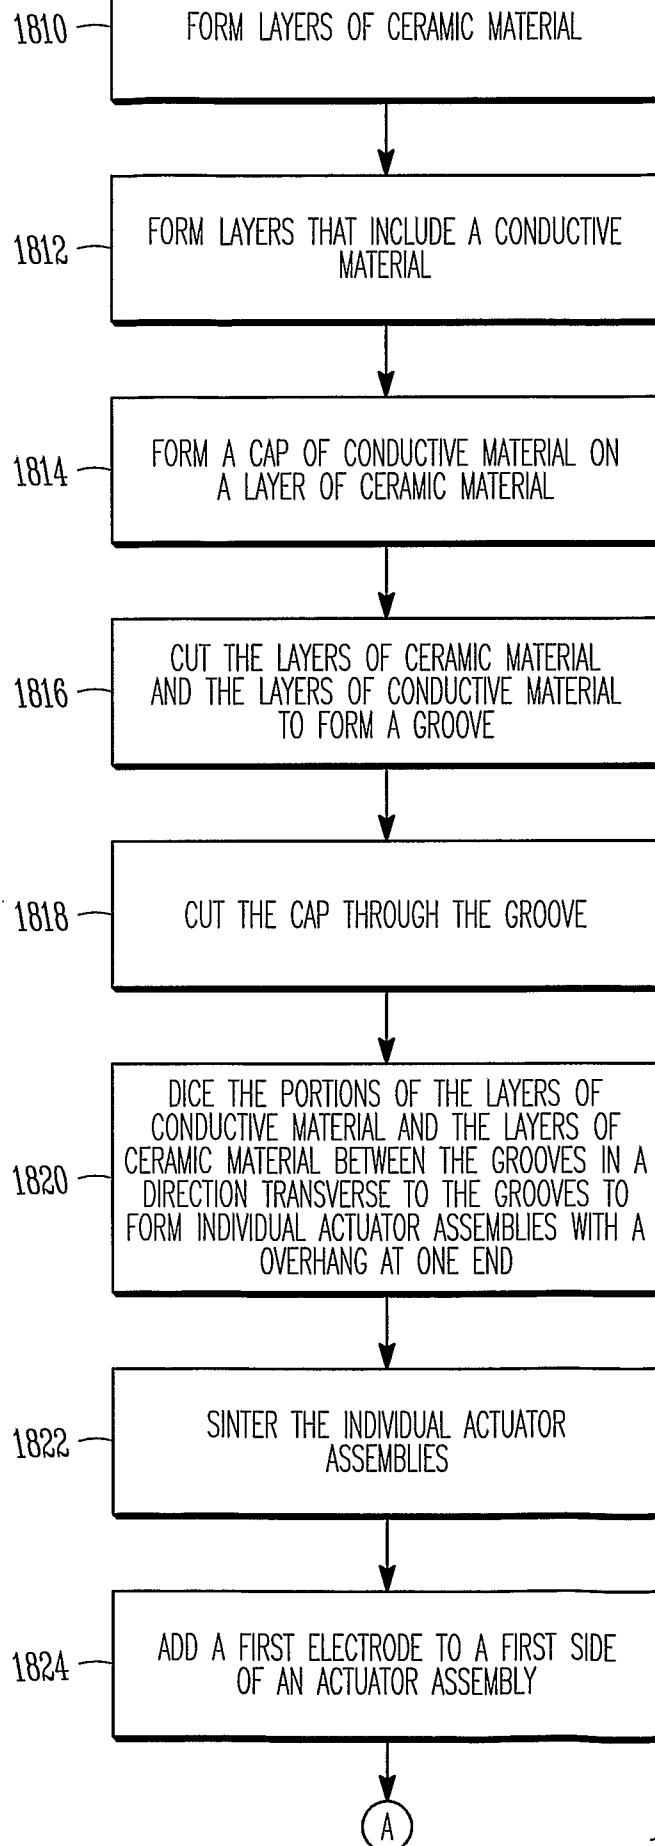 1810
FORM LAYERS OF CERAMIC MATERIAL
1812
FORM LAYERS THAT INCLUDE A CONDUCTIVE
MATERIAL
1814
FORM A CAP OF CONDUCTIVE MATERIAL ON
A LAYER OF CERAMIC MATERIAL
1816
CUT THE LAYERS OF CERAMIC MATERIAL
AND THE LAYERS OF CONDUCTIVE MATERIAL
TO FORM A GROOVE
1818
CUT THE CAP THROUGH THE GROOVE
1820
DICE THE PORTIONS OF THE LAYERS OF
CONDUCTIVE MATERIAL AND THE LAYERS OF
CERAMIC MATERIAL BETWEEN THE GROOVES IN A
DIRECTION TRANSVERSE TO THE GROOVES TO
FORM INDIVIDUAL ACTUATOR ASSEMBLIES WITH A
OVERHANG AT ONE END
1822
SINTER THE INDIVIDUAL ACTUATOR
ASSEMBLIES
1824
ADD A FIRST ELECTRODE TO A FIRST SIDE
OF AN ACTUATOR ASSEMBLY
A